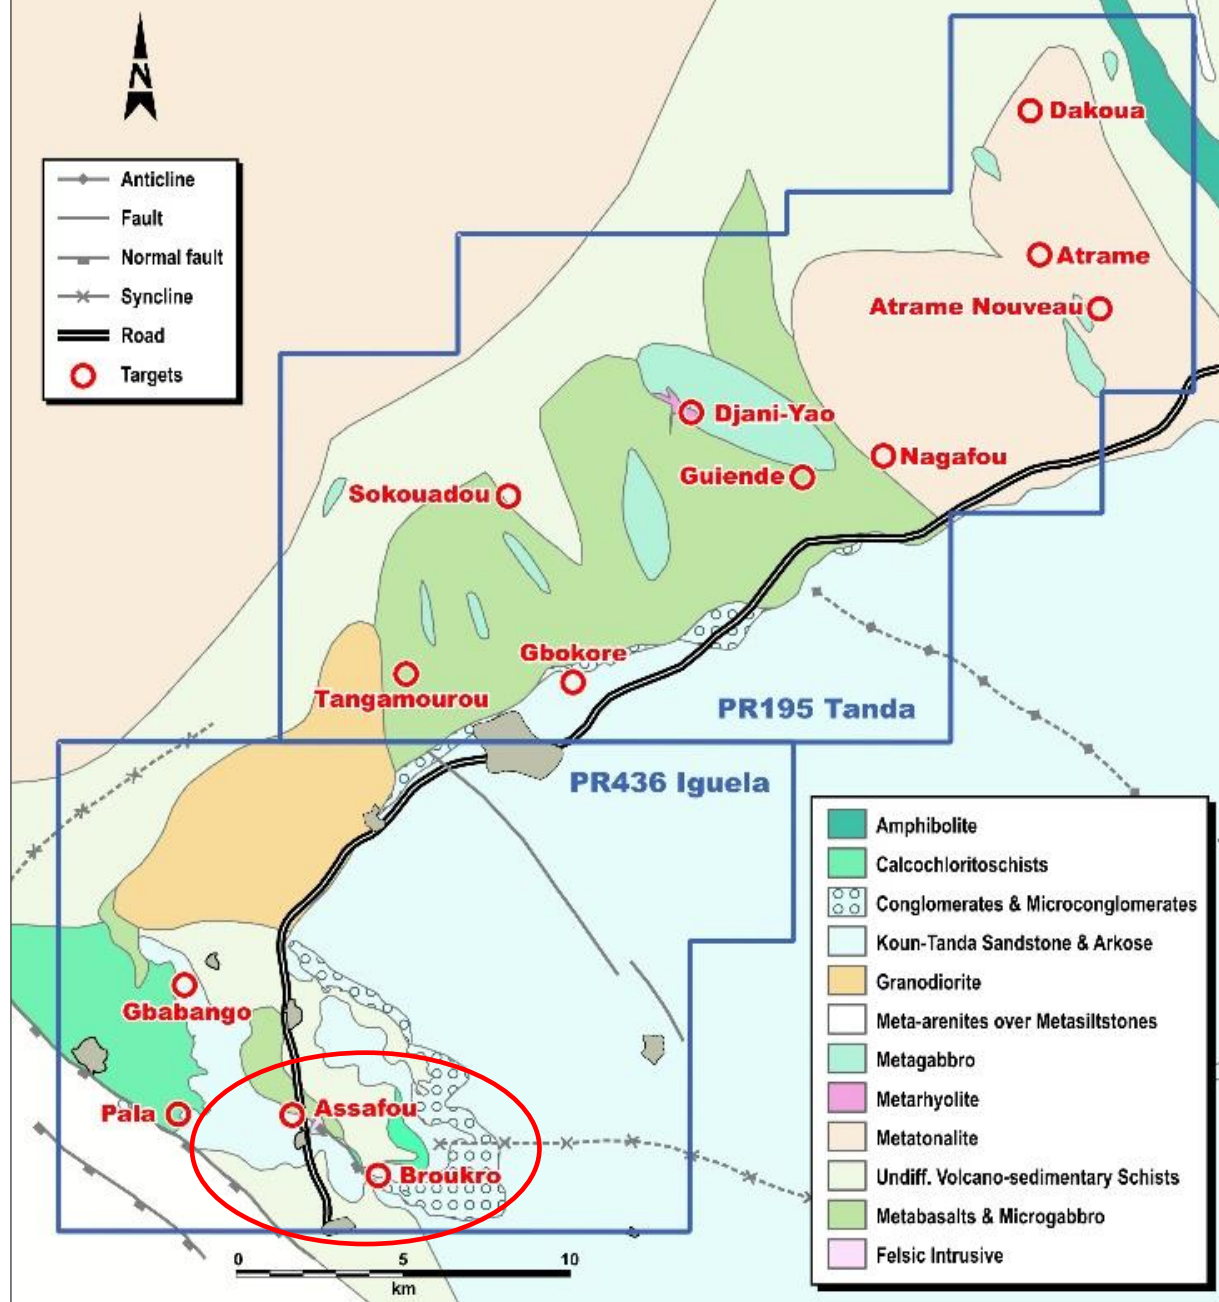 N
Anticline
Fault
Normal fault
Syncline
Road
Targets
Dakoua
Atrame
Atrame Nouveau
Djani-Yao
Nagafou
Guiende
Sokouadou
Gbokore
Tangamourou
PR195 Tanda
PR436 Iguela
Gbabango
Pala
Assafou
Broukro
Amphibolite
Calcochloritoschists
Conglomerates & Microconglomerates
Koun-Tanda Sandstone & Arkose
Granodiorite
Meta-arenites over Metasiltstones
Metagabbro
Metarhyolite
Metatonalite
Undiff. Volcano-sedimentary Schists
Metabasalts & Microgabbro
Felsic Intrusive
0 5 10
km